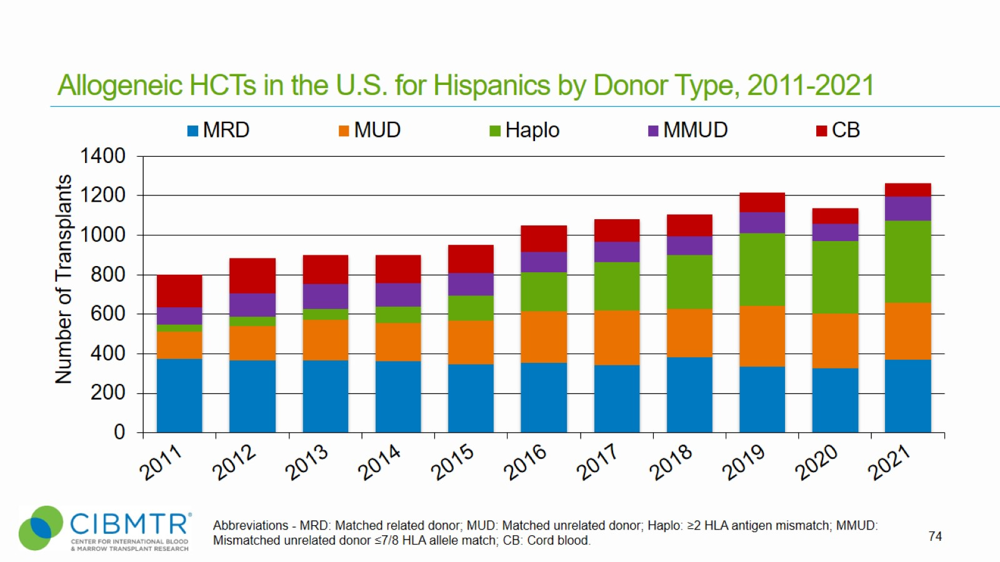 Allogeneic HCTs in the U.S. for Hispanics by Donor Type, 2011-2021
MRD MUD Haplo MMUD CB
Number of Transplants
1400
1200
1000
800
600
400
200
0
2011 2012 2013 2014 2015 2016 2017 2018 2019 2020 2021
CIBMTR®
CENTER FOR INTERNATIONAL BLOOD
& MARROW TRANSPLANT RESEARCH
Abbreviations - MRD: Matched related donor; MUD: Matched unrelated donor; Haplo: ≥2 HLA antigen mismatch; MMUD:
Mismatched unrelated donor ≤7/8 HLA allele match; CB: Cord blood.
74